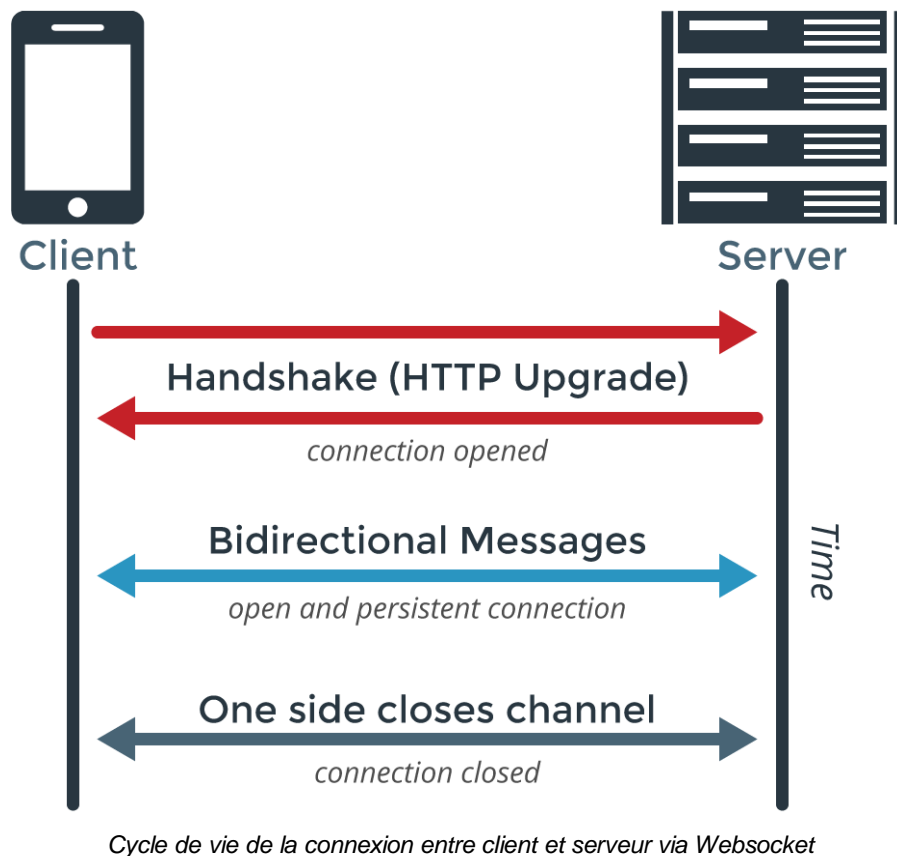 Client
Server
Handshake (HTTP Upgrade)
connection opened
Bidirectional Messages
Time
open and persistent connection
One side closes channel
connection closed
Cycle de vie de la connexion entre client et serveur via Websocket